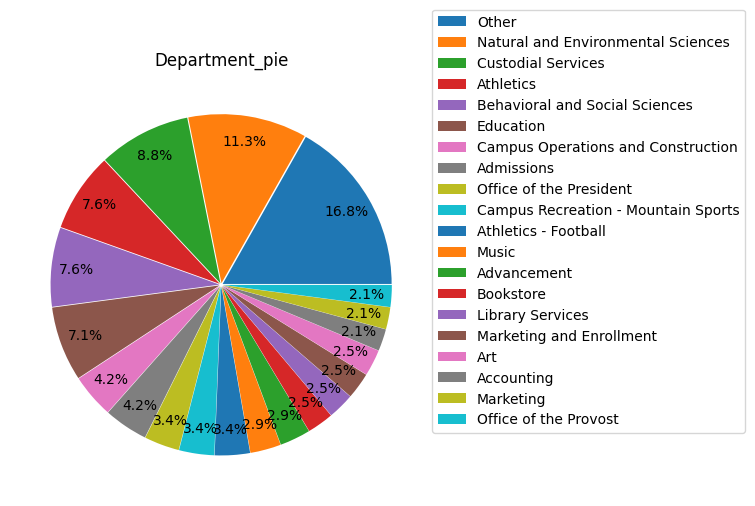 Department_pie
16.8%
11.3%
8.8%
7.6%
7.6%
7.1%
4.2%
4.2%
3.4%
3.4%
3.4%
2.9%
2.9%
2.5%
2.5%
2.5%
2.5%
2.1%
2.1%
2.1%
Other
Natural and Environmental Sciences
Custodial Services
Athletics
Behavioral and Social Sciences
Education
Campus Operations and Construction
Admissions
Office of the President
Campus Recreation - Mountain Sports
Athletics - Football
Music
Advancement
Bookstore
Library Services
Marketing and Enrollment
Art
Accounting
Marketing
Office of the Provost